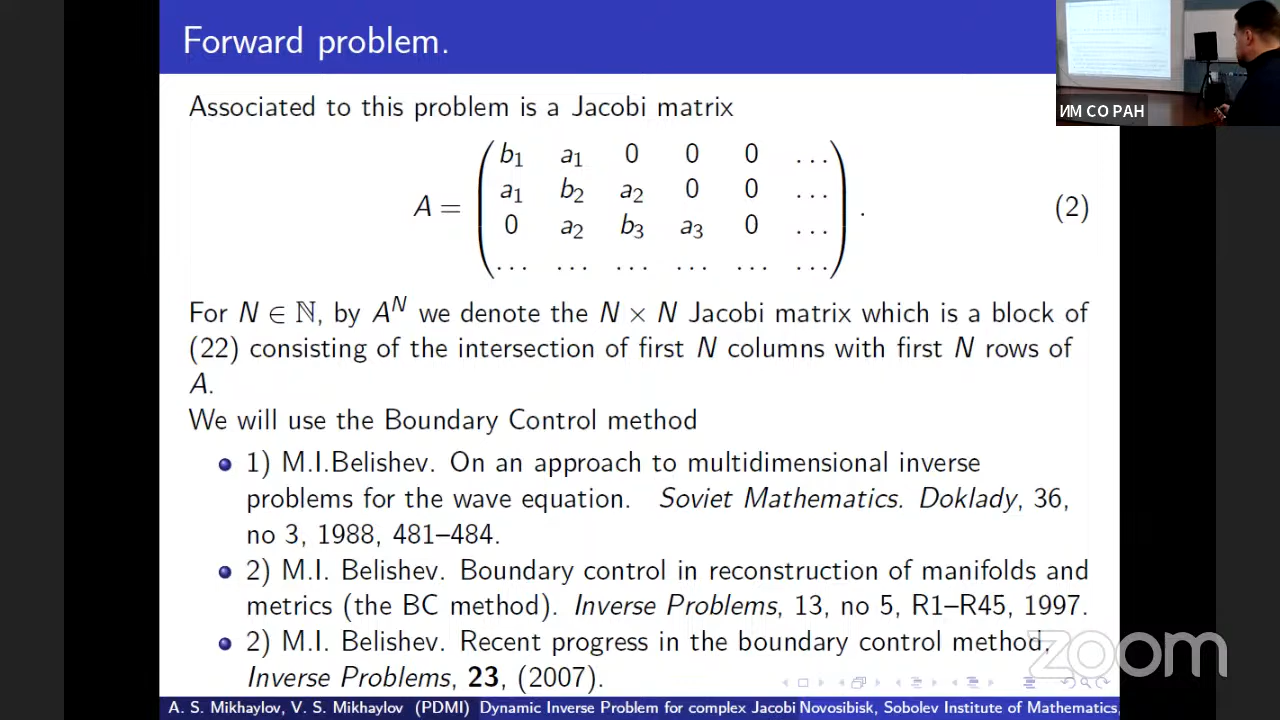 Forward problem.
ИМ СО РАН
Associated to this problem is a Jacobi matrix
A = ( b₁ a₁ 0 0 0 ...
a₁ b₂ a₂ 0 0 ...
0 a₂ b₃ a₃ 0 ...
... ... ... ... ... ... ) . (2)
For N ∈ ℕ, by Aᴺ we denote the N × N Jacobi matrix which is a block of
(22) consisting of the intersection of first N columns with first N rows of
A.
We will use the Boundary Control method
1) M.I.Belishev. On an approach to multidimensional inverse
problems for the wave equation. Soviet Mathematics. Doklady, 36,
no 3, 1988, 481–484.
2) M.I. Belishev. Boundary control in reconstruction of manifolds and
metrics (the BC method). Inverse Problems, 13, no 5, R1–R45, 1997.
2) M.I. Belishev. Recent progress in the boundary control method,
Inverse Problems, 23, (2007).
zoom
A. S. Mikhaylov, V. S. Mikhaylov (PDMI) Dynamic Inverse Problem for complex Jacobi Novosibisk, Sobolev Institute of Mathematics,